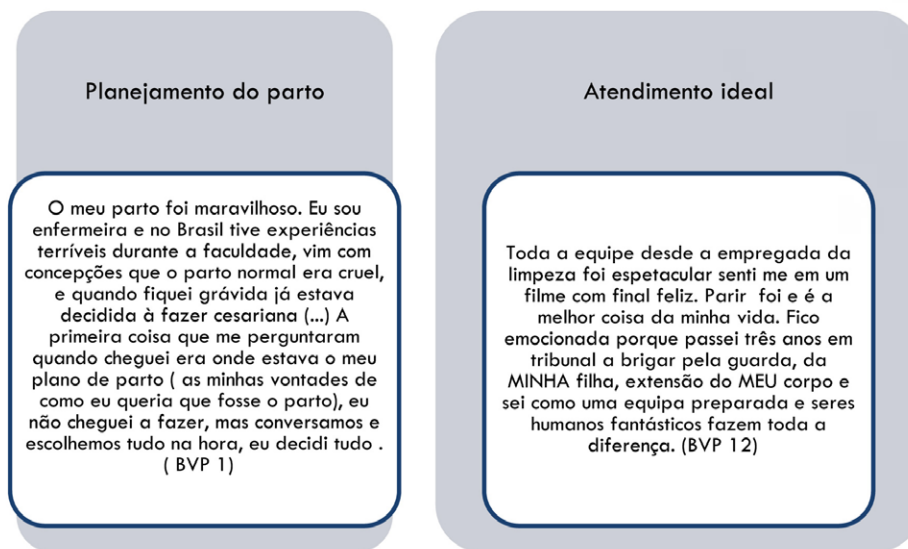 Planejamento do parto
O meu parto foi maravilhoso. Eu sou
enfermeira e no Brasil tive experiências
terríveis durante a faculdade, vim com
concepções que o parto normal era cruel,
e quando fiquei grávida já estava
decidida à fazer cesariana (...) A
primeira coisa que me perguntaram
quando cheguei era onde estava o meu
plano de parto ( as minhas vontades de
como eu queria que fosse o parto), eu
não cheguei a fazer, mas conversamos e
escolhemos tudo na hora, eu decidi tudo .
( BVP 1)
Atendimento ideal
Toda a equipe desde a empregada da
limpeza foi espetacular senti me em um
filme com final feliz. Parir foi e é a
melhor coisa da minha vida. Fico
emocionada porque passei três anos em
tribunal a brigar pela guarda, da
MINHA filha, extensão do MEU corpo e
sei como uma equipa preparada e seres
humanos fantásticos fazem toda a
diferença. (BVP 12)